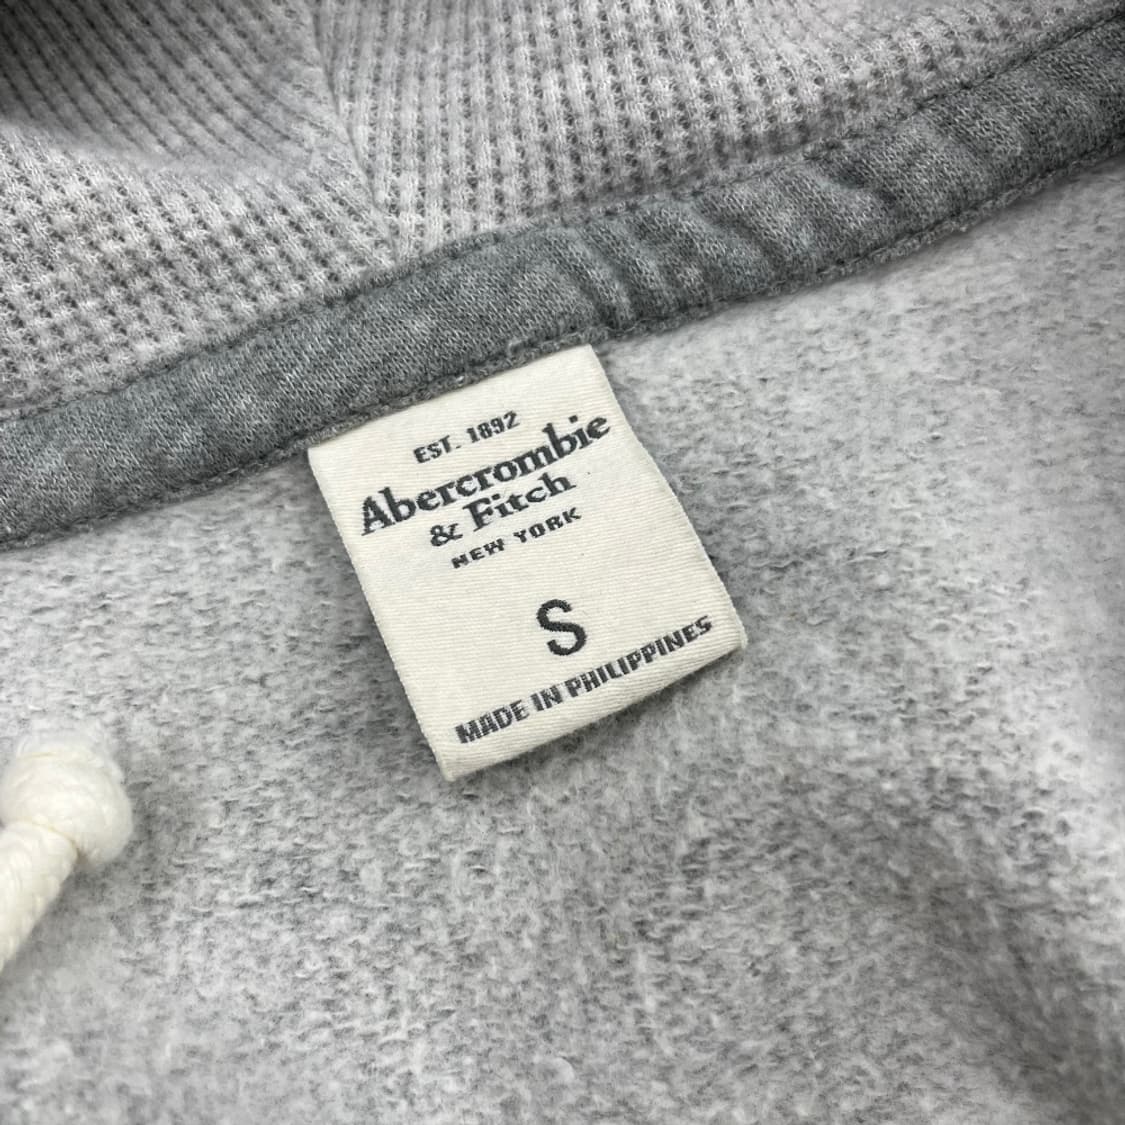 EST. 1892
Abercrombie
& Fitch
NEW YORK
S
MADE IN PHILIPPINES